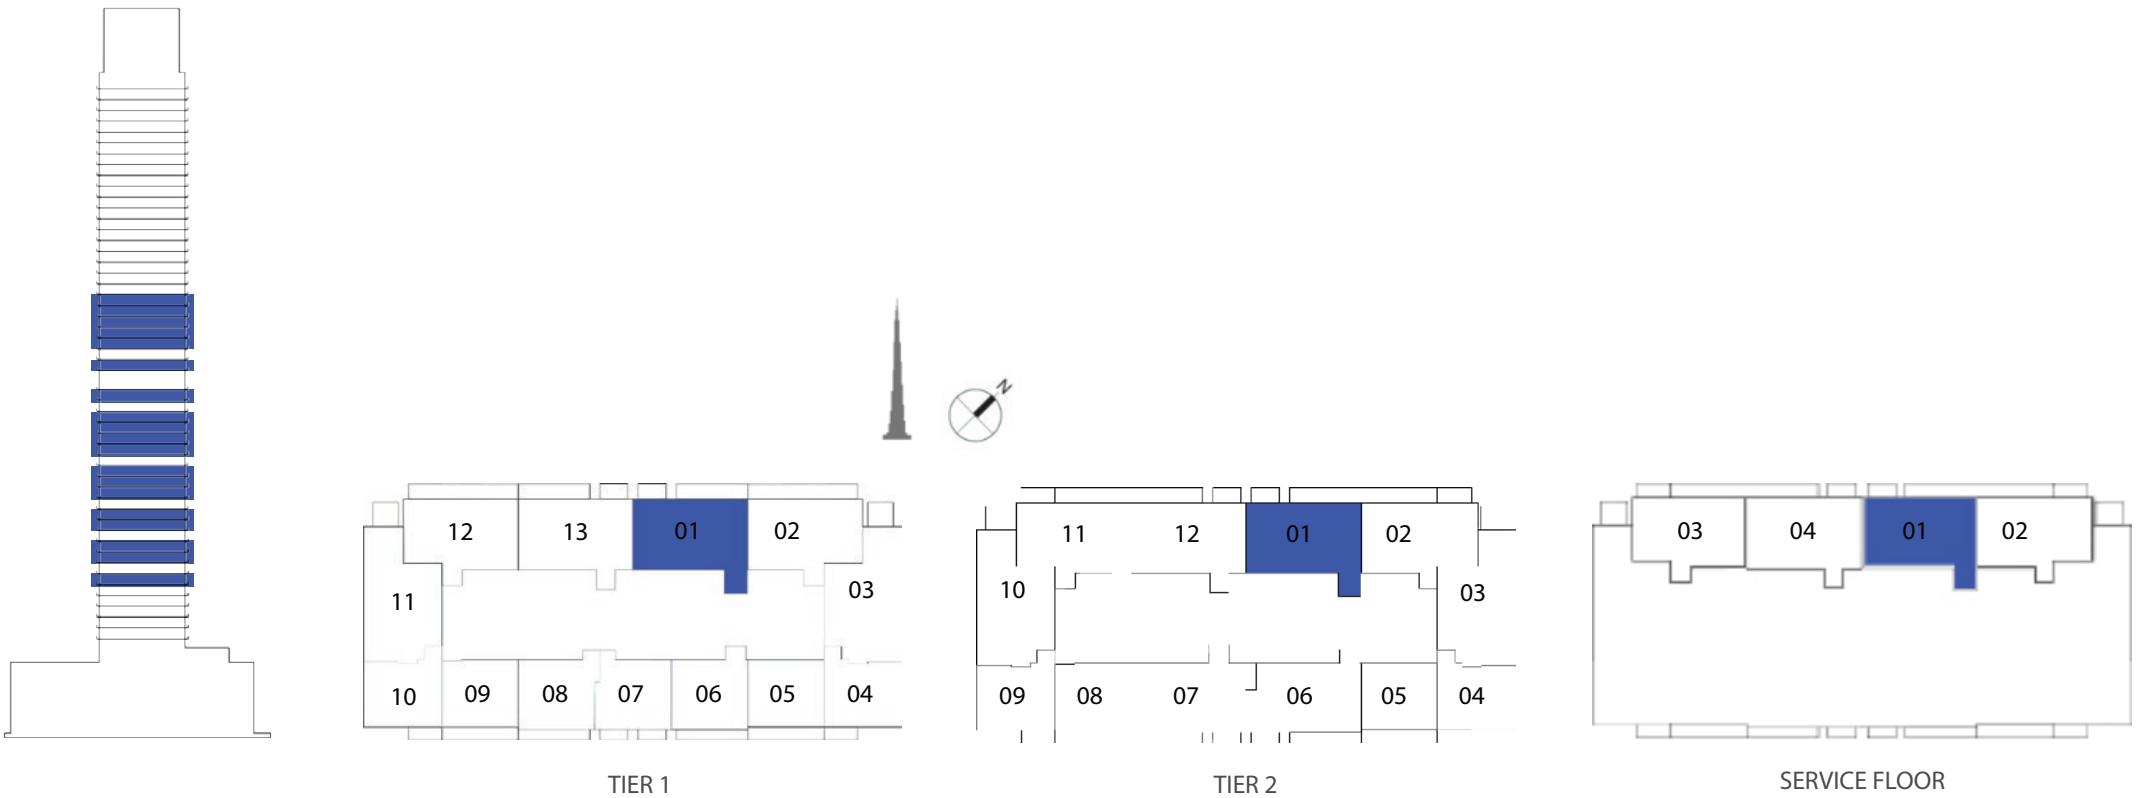 N
12 13 01 02
11 03
10 09 08 07 06 05 04
TIER 1
11 12 01 02
10 03
09 08 07 06 05 04
TIER 2
03 04 01 02
SERVICE FLOOR